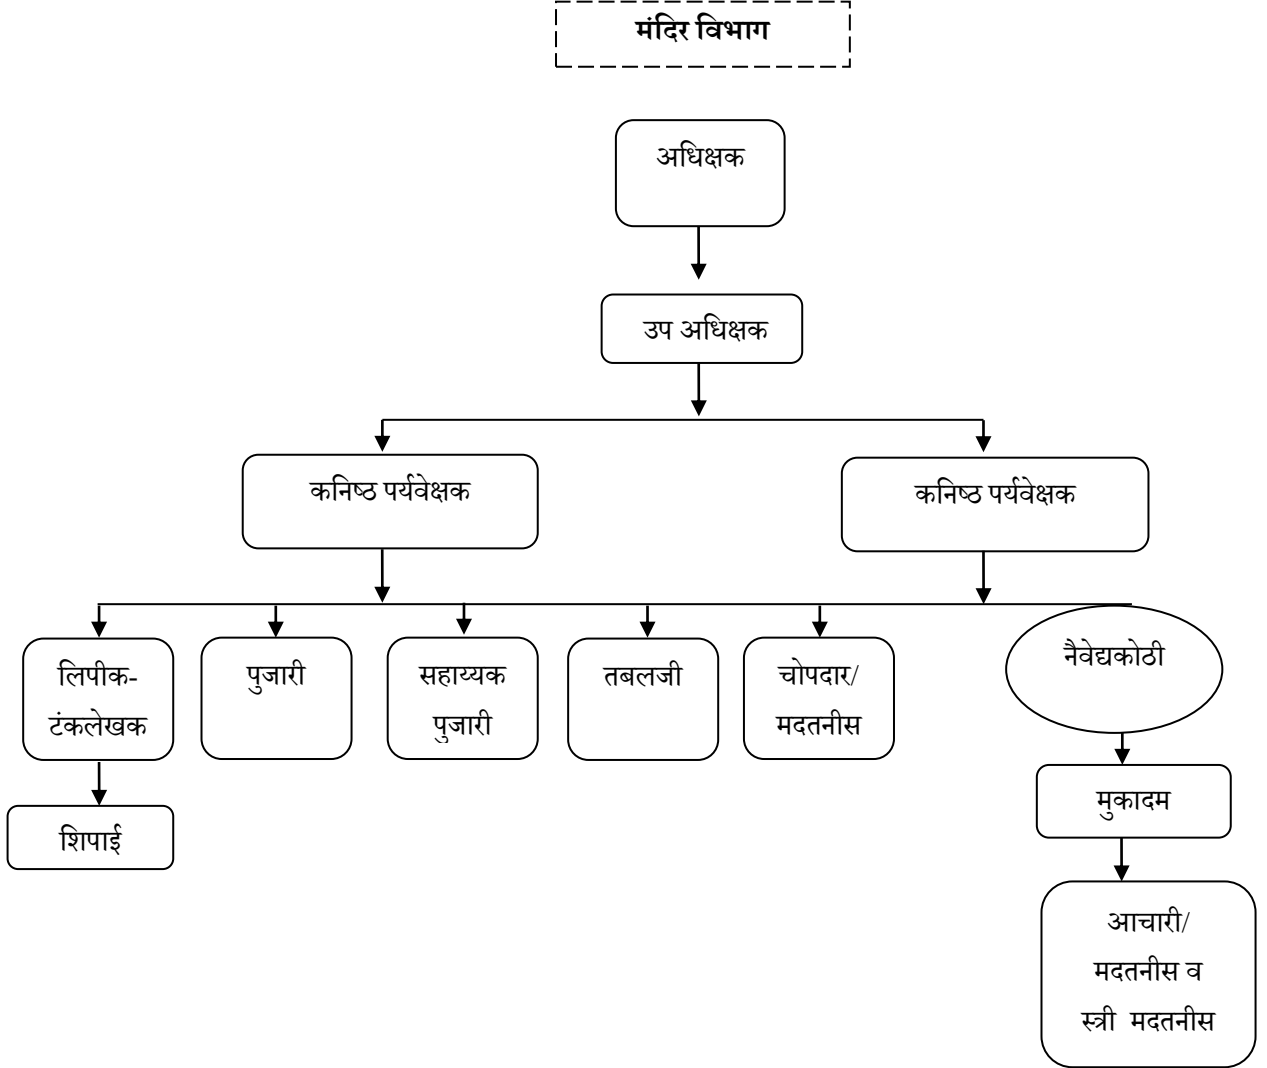 मंदिर विभाग
अधिक्षक
उप अधिक्षक
कनिष्ठ पर्यवेक्षक
कनिष्ठ पर्यवेक्षक
लिपीक-
टंकलेखक
पुजारी
सहाय्यक
पुजारी
तबलजी
चोपदार/
मदतनीस
नैवेद्यकोठी
शिपाई
मुकादम
आचारी/
मदतनीस व
स्त्री मदतनीस